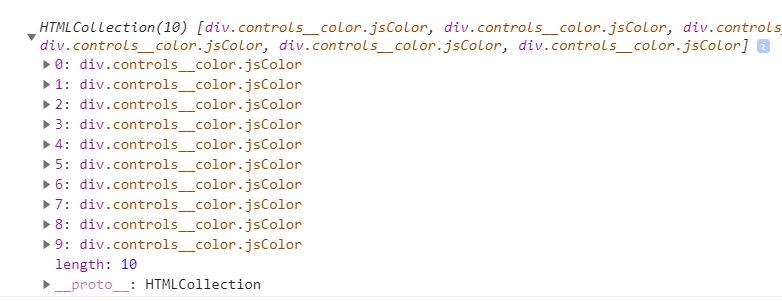 HTMLCollection(10) [div.controls__color.jsColor, div.controls__color.jsColor,
div.controls__color.jsColor, div.controls__color.jsColor, div.controls__color.jsColor] i
0: div.controls__color.jsColor
1: div.controls__color.jsColor
2: div.controls__color.jsColor
3: div.controls__color.jsColor
4: div.controls__color.jsColor
5: div.controls__color.jsColor
6: div.controls__color.jsColor
7: div.controls__color.jsColor
8: div.controls__color.jsColor
9: div.controls__color.jsColor
length: 10
__proto__: HTMLCollection